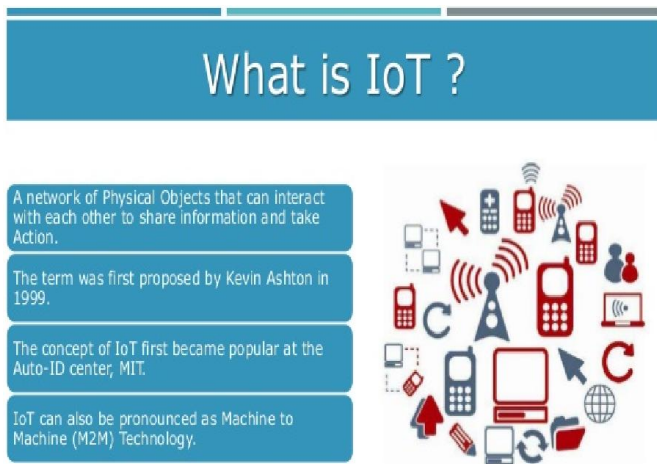 What is IoT ?
A network of Physical Objects that can interact
with each other to share information and take
Action.
The term was first proposed by Kevin Ashton in
1999.
The concept of IoT first became popular at the
Auto-ID center, MIT.
IoT can also be pronounced as Machine to
Machine (M2M) Technology.